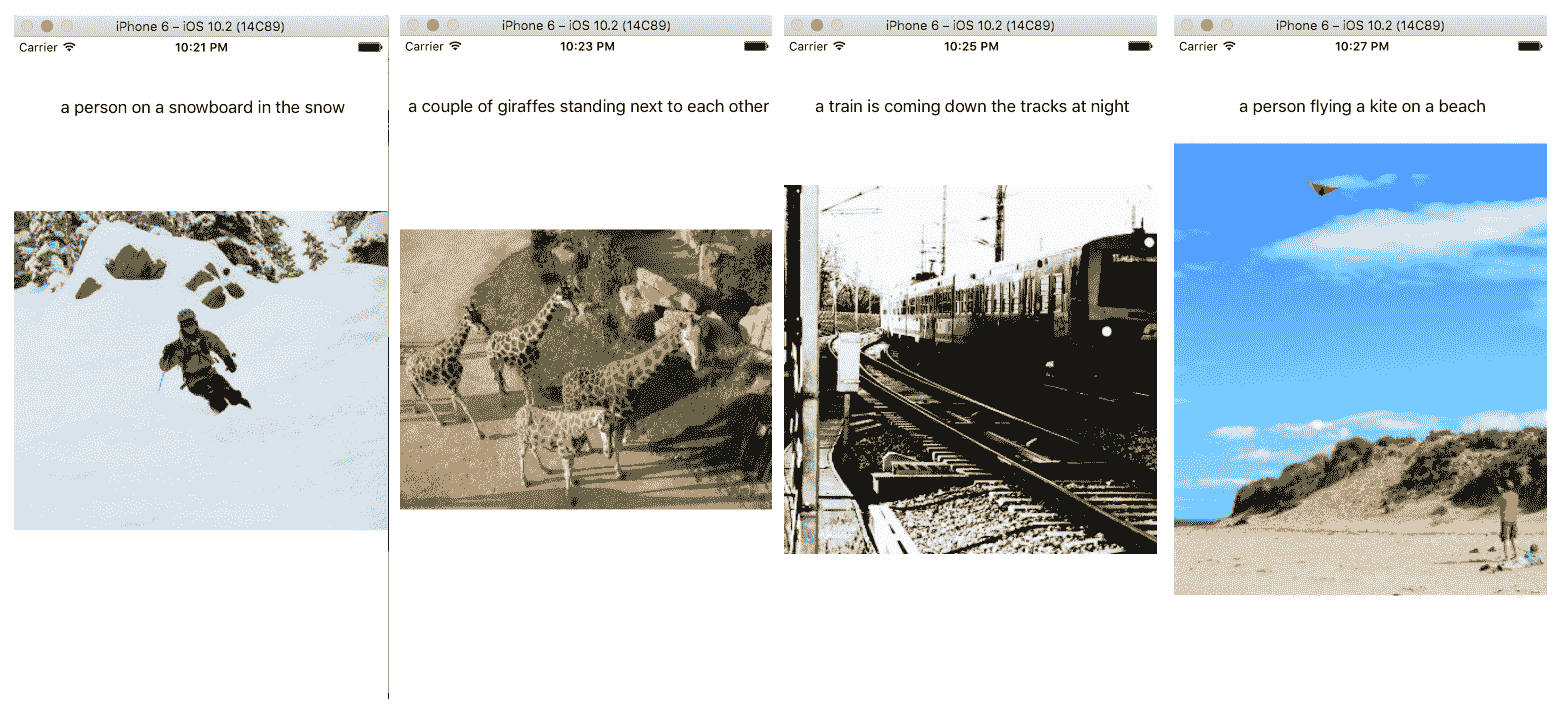 iPhone 6 – iOS 10.2 (14C89)
Carrier 10:21 PM
a person on a snowboard in the snow
iPhone 6 – iOS 10.2 (14C89)
Carrier 10:23 PM
a couple of giraffes standing next to each other
iPhone 6 – iOS 10.2 (14C89)
Carrier 10:25 PM
a train is coming down the tracks at night
iPhone 6 – iOS 10.2 (14C89)
Carrier 10:27 PM
a person flying a kite on a beach